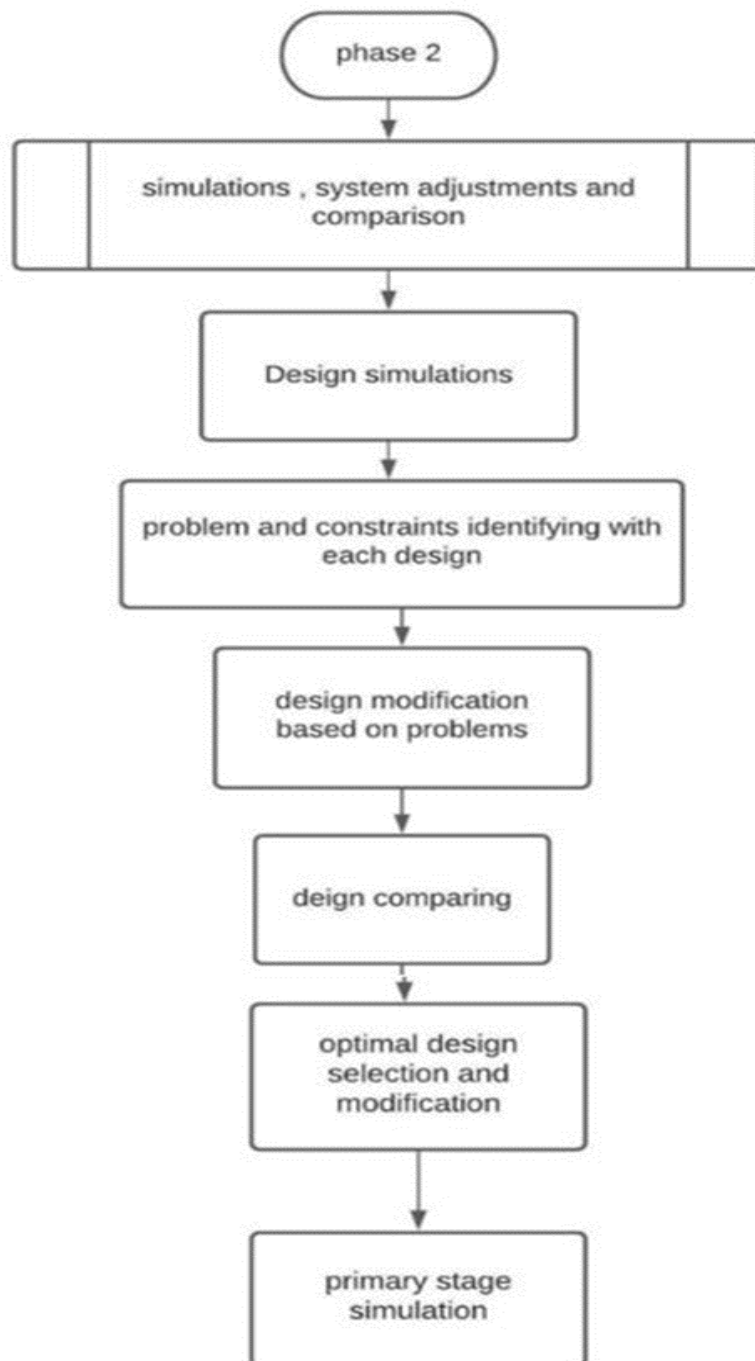 phase 2
simulations , system adjustments and
comparison
Design simulations
problem and constraints identifying with
each design
design modification
based on problems
deign comparing
optimal design
selection and
modification
primary stage
simulation